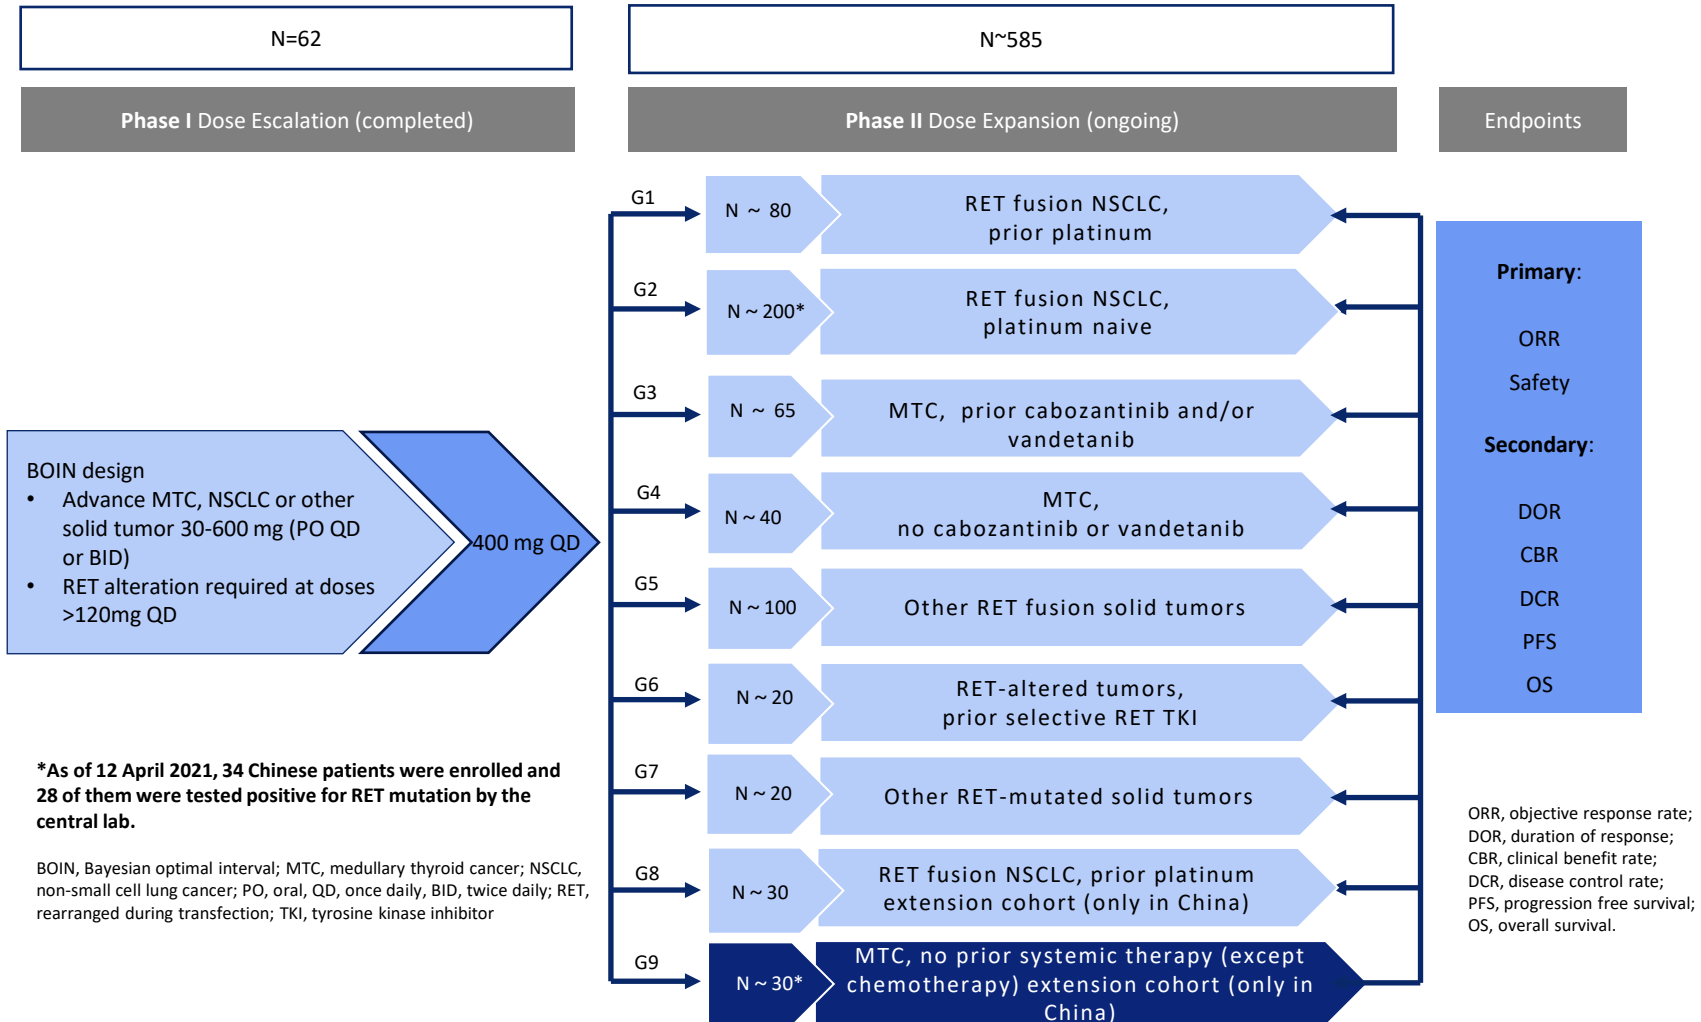 N=62
N~585
Phase I Dose Escalation (completed)
Phase II Dose Expansion (ongoing)
Endpoints
BOIN design
• Advance MTC, NSCLC or other
solid tumor 30-600 mg (PO QD
or BID)
• RET alteration required at doses
>120mg QD
400 mg QD
G1
N ~ 80
RET fusion NSCLC,
prior platinum
G2
N ~ 200*
RET fusion NSCLC,
platinum naive
G3
N ~ 65
MTC, prior cabozantinib and/or
vandetanib
G4
N ~ 40
MTC,
no cabozantinib or vandetanib
G5
N ~ 100
Other RET fusion solid tumors
G6
N ~ 20
RET-altered tumors,
prior selective RET TKI
G7
N ~ 20
Other RET-mutated solid tumors
G8
N ~ 30
RET fusion NSCLC, prior platinum
extension cohort (only in China)
G9
N ~ 30*
MTC, no prior systemic therapy (except
chemotherapy) extension cohort (only in
China)
Primary:
ORR
Safety
Secondary:
DOR
CBR
DCR
PFS
OS
*As of 12 April 2021, 34 Chinese patients were enrolled and
28 of them were tested positive for RET mutation by the
central lab.
BOIN, Bayesian optimal interval; MTC, medullary thyroid cancer; NSCLC,
non-small cell lung cancer; PO, oral, QD, once daily, BID, twice daily; RET,
rearranged during transfection; TKI, tyrosine kinase inhibitor
ORR, objective response rate;
DOR, duration of response;
CBR, clinical benefit rate;
DCR, disease control rate;
PFS, progression free survival;
OS, overall survival.